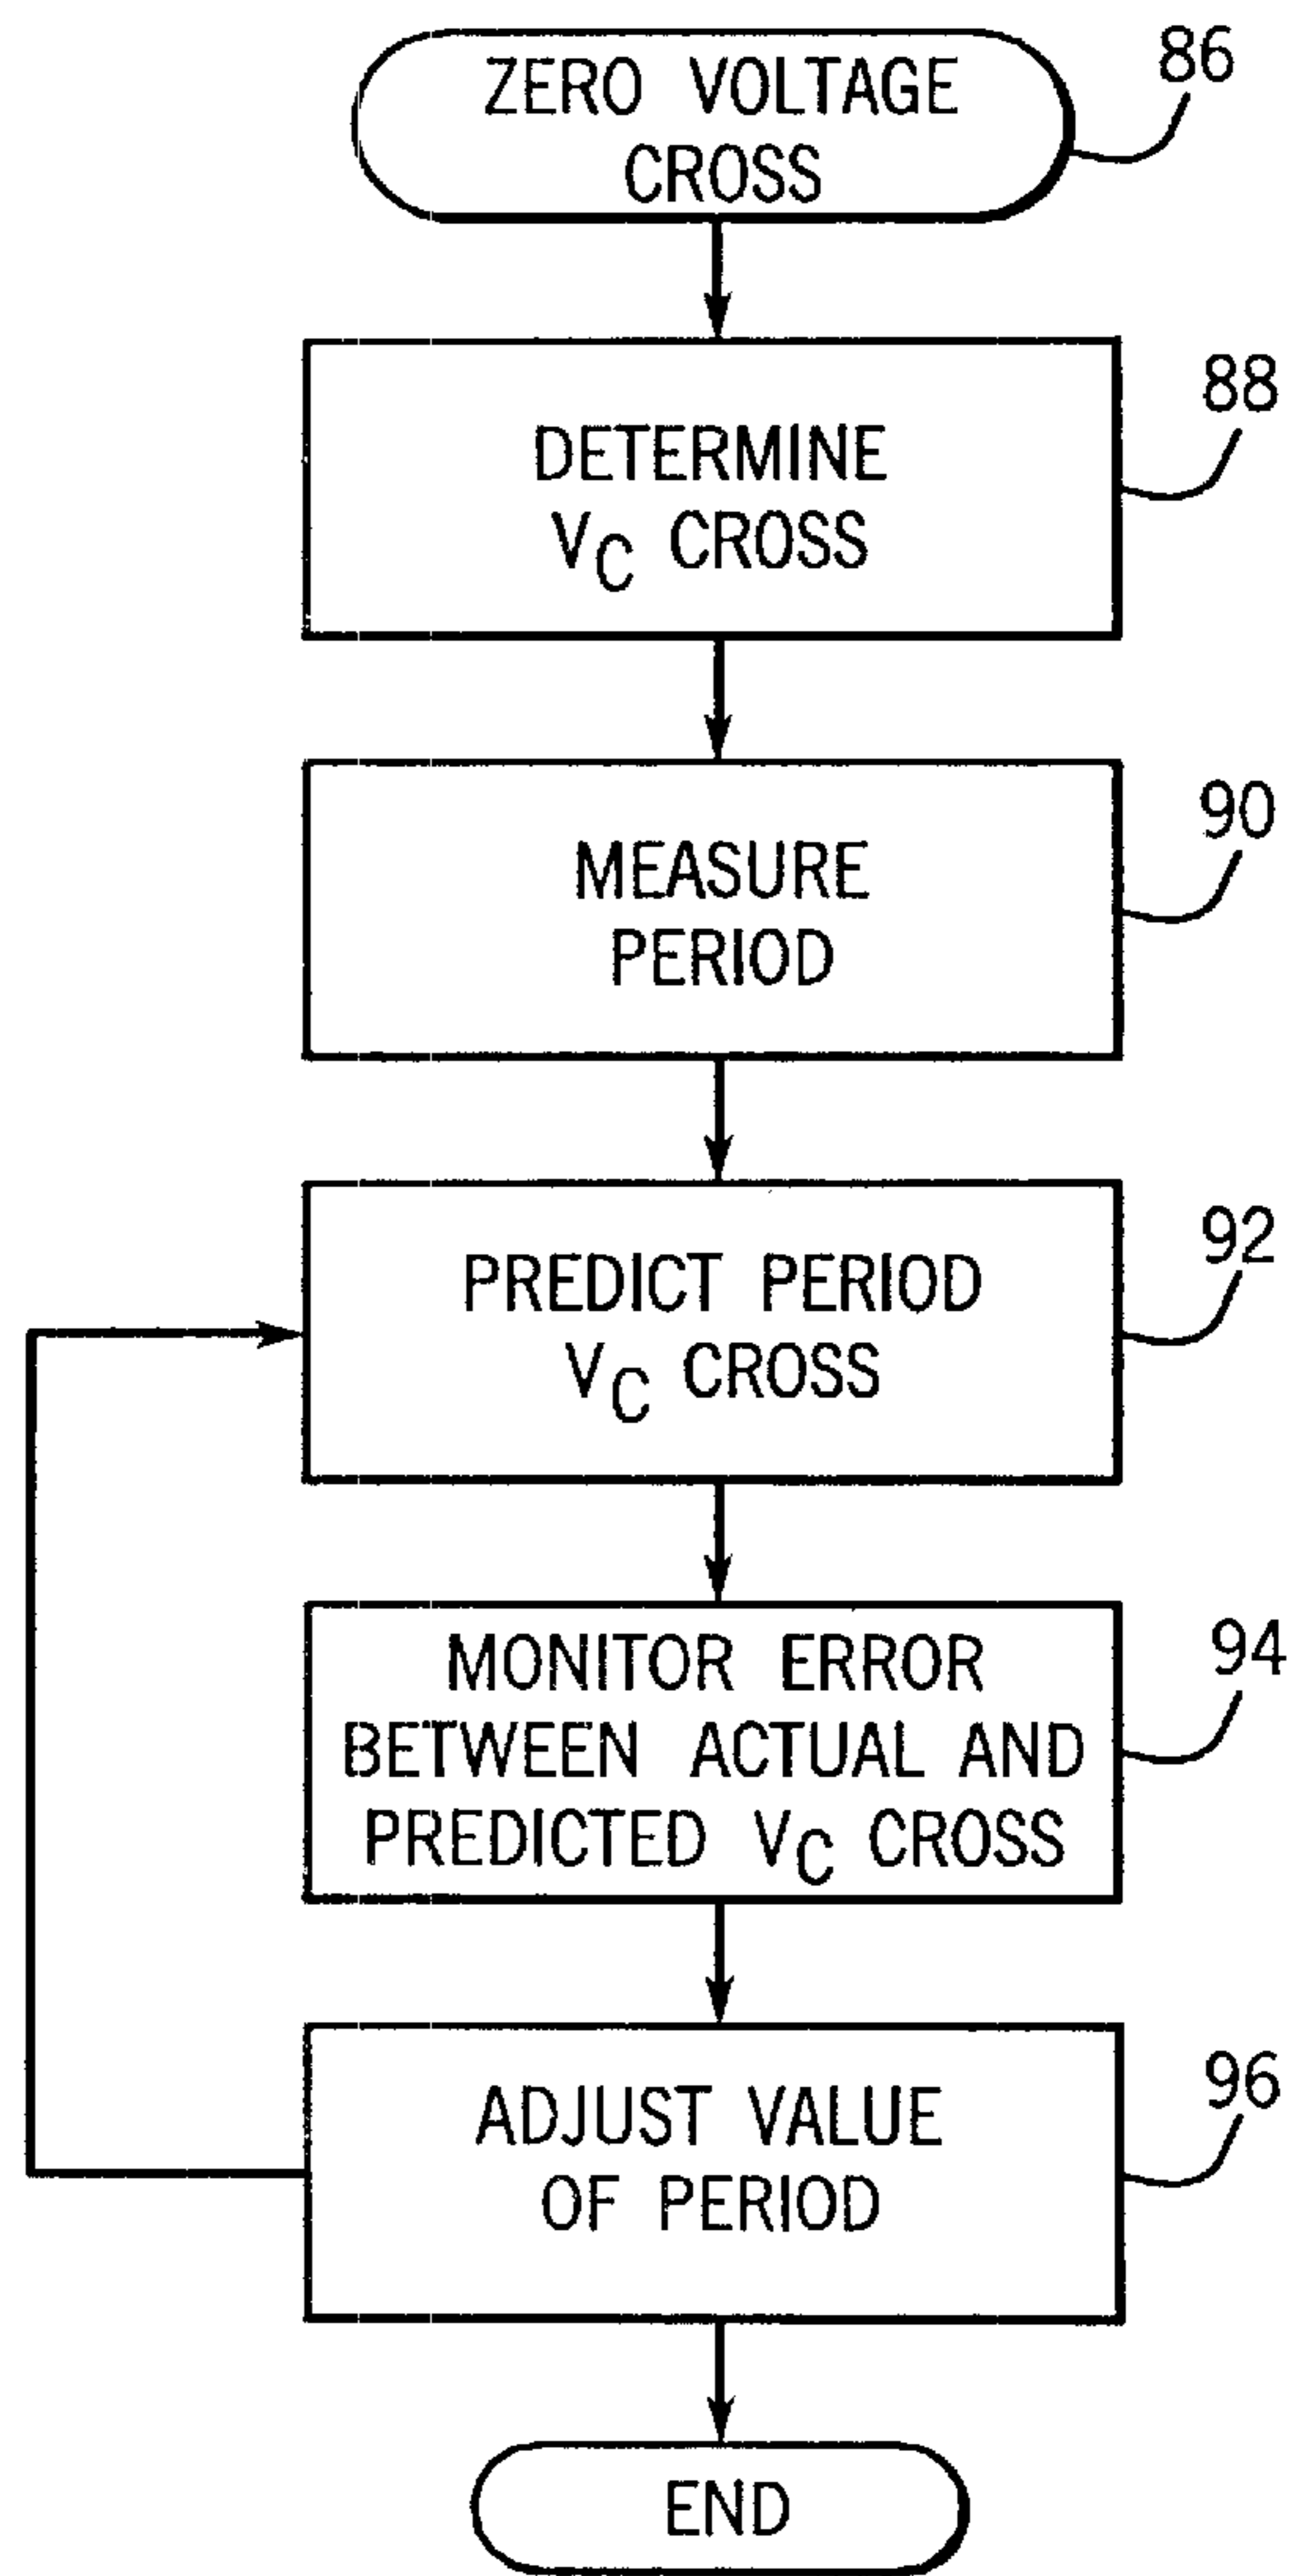 ZERO VOLTAGE
CROSS
86
DETERMINE
VC CROSS
88
MEASURE
PERIOD
90
PREDICT PERIOD
VC CROSS
92
MONITOR ERROR
BETWEEN ACTUAL AND
PREDICTED VC CROSS
94
ADJUST VALUE
OF PERIOD
96
END